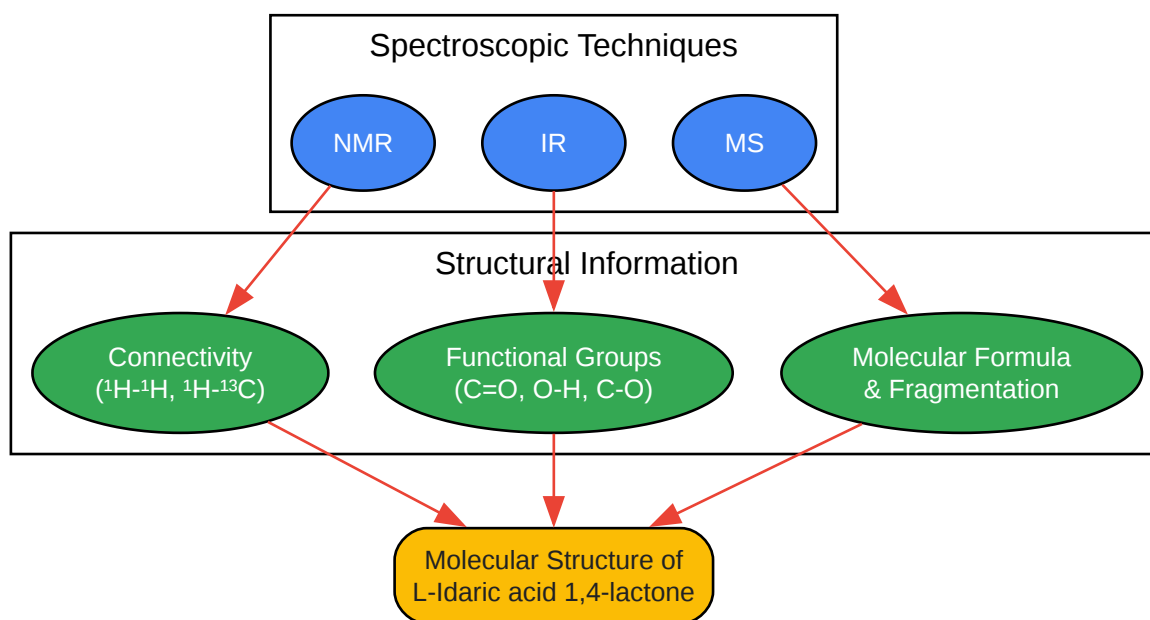 Spectroscopic Techniques
NMR
IR
MS
Structural Information
Connectivity
(¹H-¹H, ¹H-¹³C)
Functional Groups
(C=O, O-H, C-O)
Molecular Formula
& Fragmentation
Molecular Structure of
L-Idaric acid 1,4-lactone